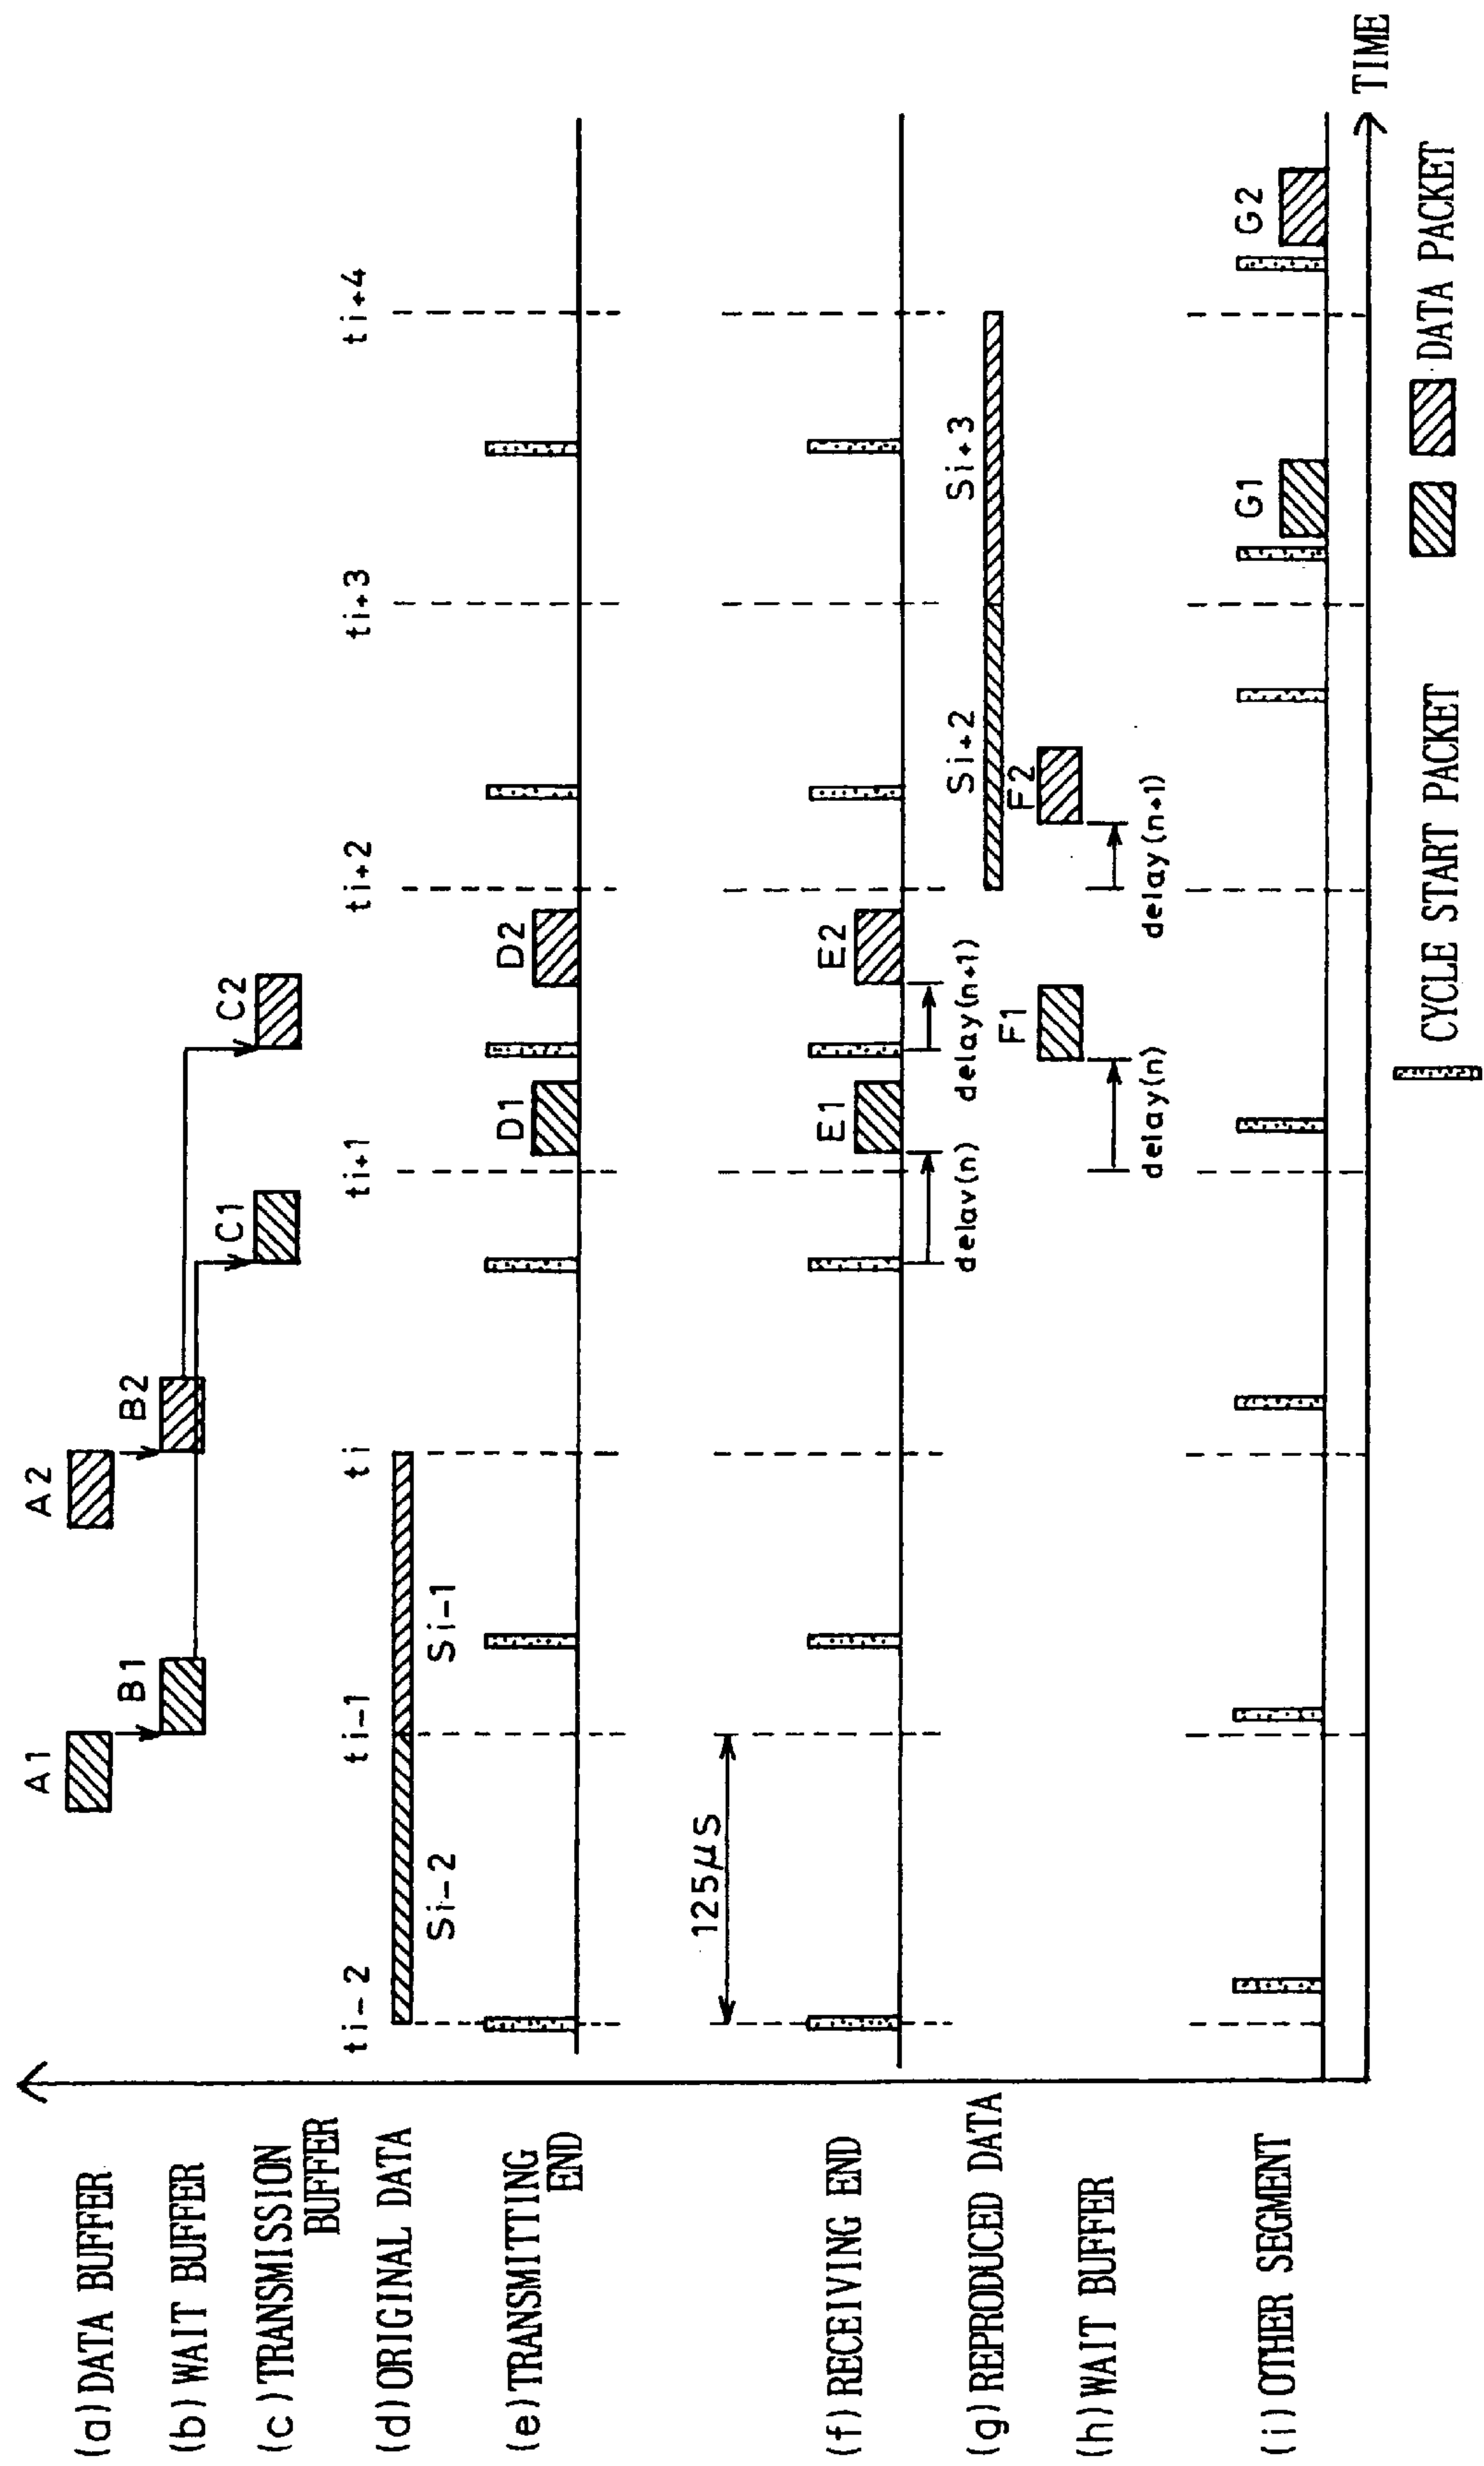 (a)DATA BUFFER
A1
A2
(b)WAIT BUFFER
B1
B2
(c)TRANSMISSION
BUFFER
C1
C2
ti-2
ti-1
ti
ti+1
ti+2
ti+3
ti+4
(d)ORIGINAL DATA
Si-2
Si-1
(e)TRANSMITTING
END
D1
D2
125μS
(f)RECEIVING END
E1
E2
delay(n)
delay(n+1)
(g)REPRODUCED DATA
Si+2
Si+3
(h)WAIT BUFFER
F1
F2
delay(n)
delay(n+1)
(i)OTHER SEGMENT
G1
G2
TIME
CYCLE START PACKET
DATA PACKET